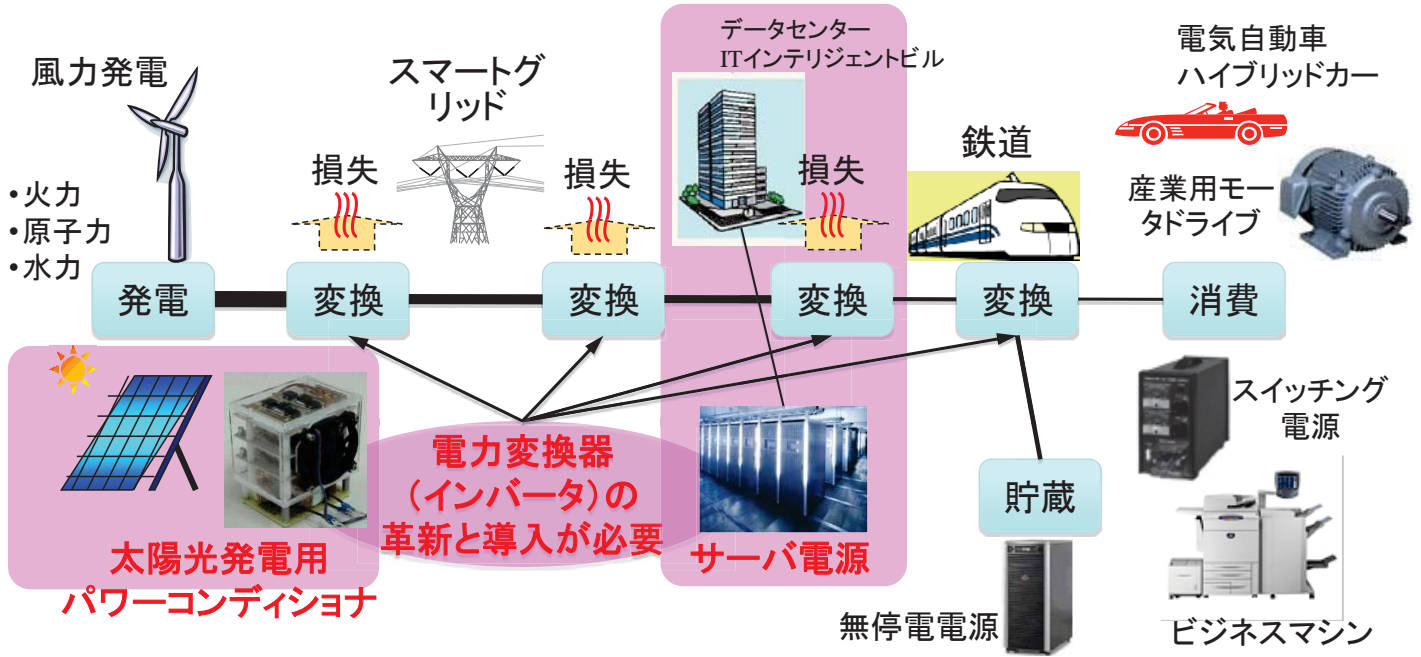 風力発電
・火力
・原子力
・水力
スマートグ
リッド
データセンター
ITインテリジェントビル
電気自動車
ハイブリッドカー
鉄道
産業用モー
タドライブ
損失
損失
損失
発電
変換
変換
変換
変換
消費
電力変換器
（インバータ）の
革新と導入が必要
太陽光発電用
パワーコンディショナ
サーバ電源
貯蔵
無停電電源
スイッチング
電源
ビジネスマシン